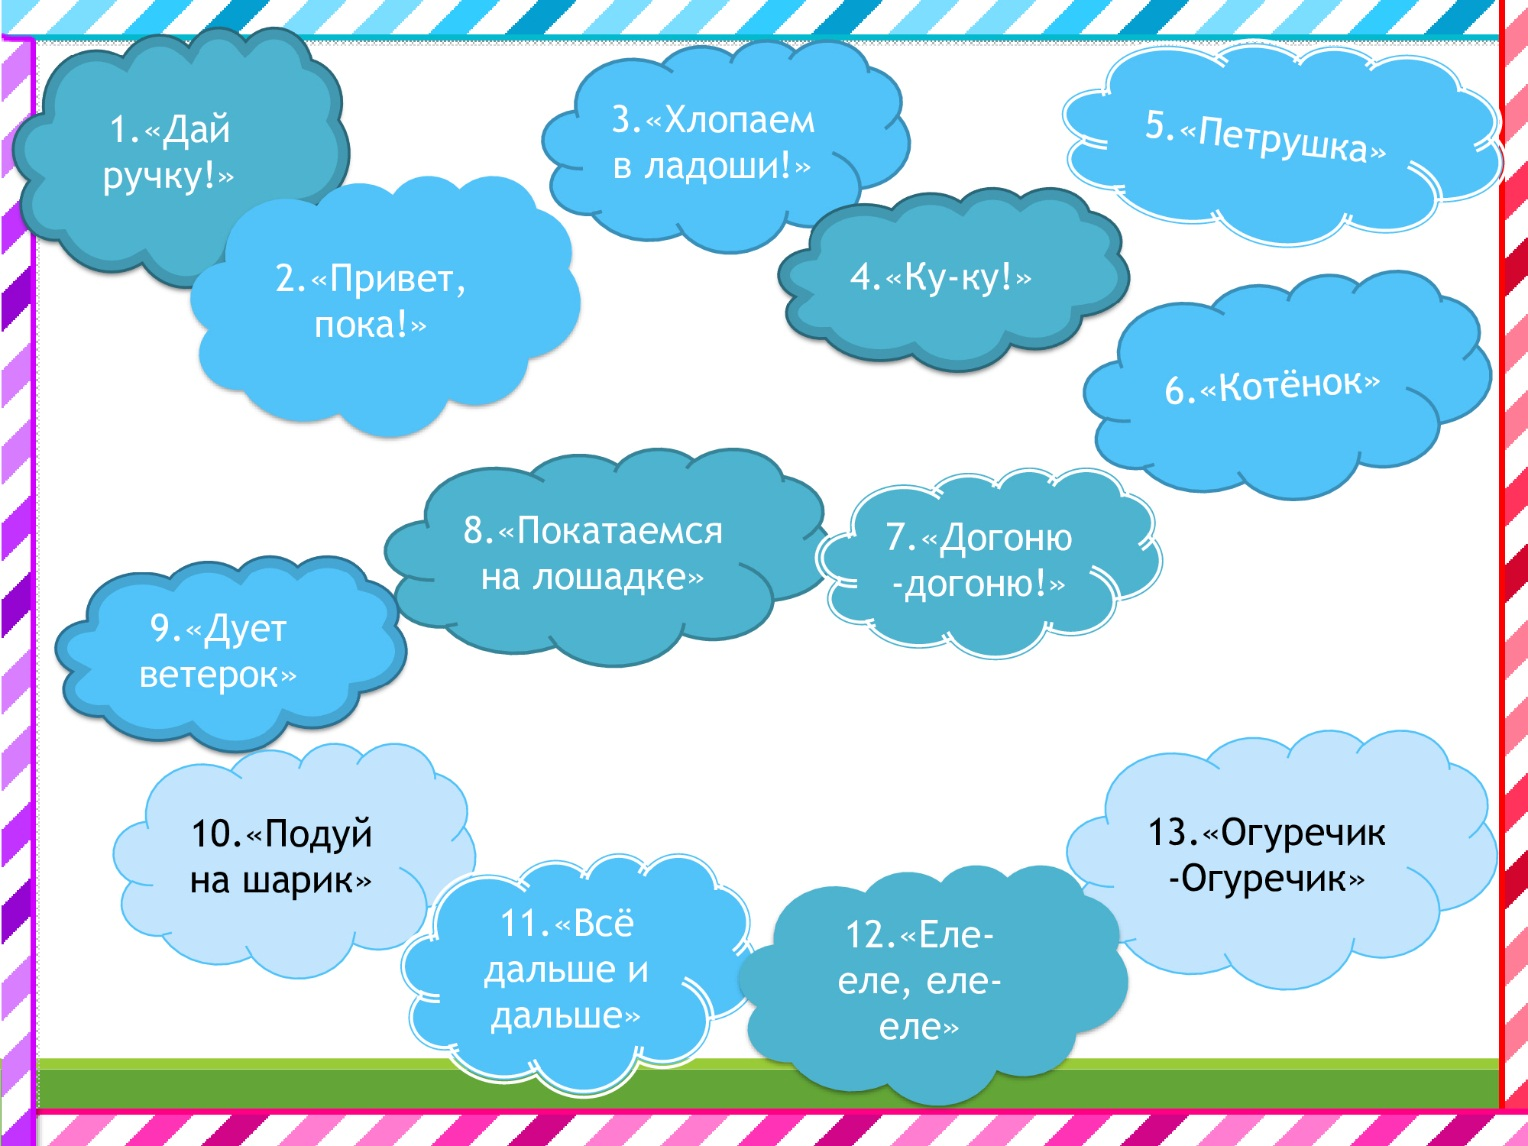 1.«Дай
ручку!»
2.«Привет,
пока!»
3.«Хлопаем
в ладоши!»
4.«Ку-ку!»
5.«Петрушка»
6.«Котёнок»
7.«Догоню
-догоню!»
8.«Покатаемся
на лошадке»
9.«Дует
ветерок»
10.«Подуй
на шарик»
11.«Всё
дальше и
дальше»
12.«Еле-
еле, еле-
еле»
13.«Огуречик
-Огуречик»